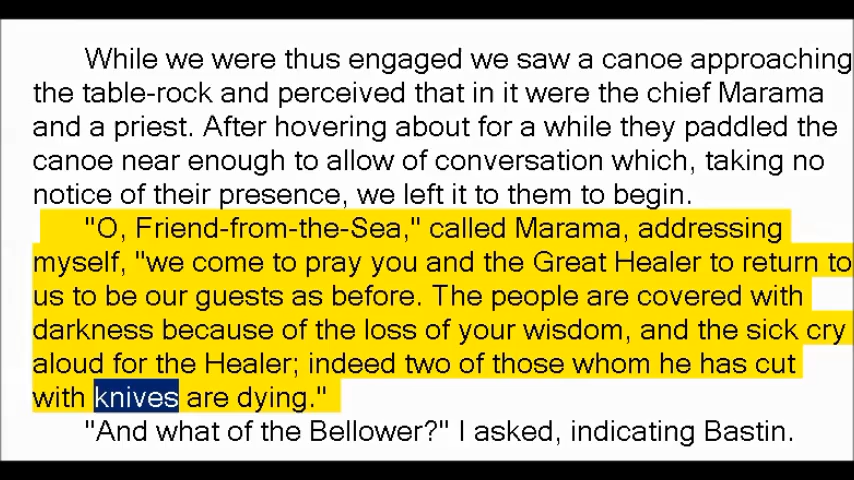 While we were thus engaged we saw a canoe approaching
the table-rock and perceived that in it were the chief Marama
and a priest. After hovering about for a while they paddled the
canoe near enough to allow of conversation which, taking no
notice of their presence, we left it to them to begin.
"O, Friend-from-the-Sea," called Marama, addressing
myself, "we come to pray you and the Great Healer to return to
us to be our guests as before. The people are covered with
darkness because of the loss of your wisdom, and the sick cry
aloud for the Healer; indeed two of those whom he has cut
with knives are dying."
"And what of the Bellower?" I asked, indicating Bastin.